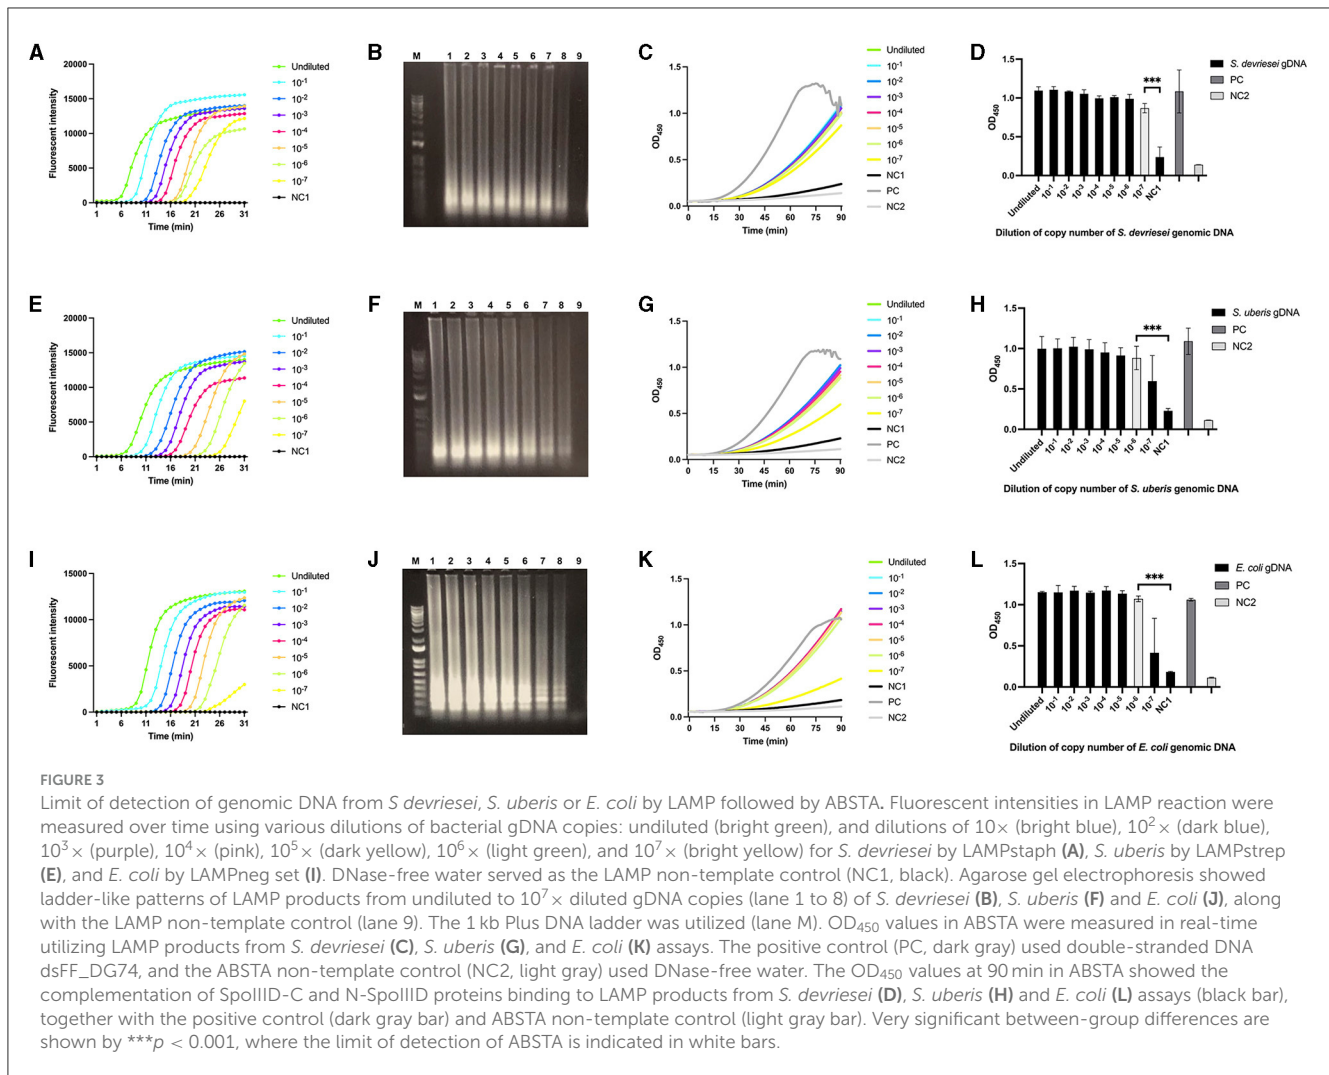 A
Fluorescent intensity
20000
15000
10000
5000
0
1 6 11 16 21 26 31
Time (min)
Undiluted
10-1
10-2
10-3
10-4
10-5
10-6
10-7
NC1
B
M 1 2 3 4 5 6 7 8 9
C
OD450
1.5
1.0
0.5
0.0
0 15 30 45 60 75 90
Time (min)
Undiluted
10-1
10-2
10-3
10-4
10-5
10-6
10-7
NC1
PC
NC2
D
OD450
1.5
1.0
0.5
0.0
***
Undiluted 10-1 10-2 10-3 10-4 10-5 10-6 10-7 NC1
Dilution of copy number of S. devriesei genomic DNA
S. devriesei gDNA
PC
NC2
E
Fluorescent intensity
20000
15000
10000
5000
0
1 6 11 16 21 26 31
Time (min)
Undiluted
10-1
10-2
10-3
10-4
10-5
10-6
10-7
NC1
F
M 1 2 3 4 5 6 7 8 9
G
OD450
1.5
1.0
0.5
0.0
0 15 30 45 60 75 90
Time (min)
Undiluted
10-1
10-2
10-3
10-4
10-5
10-6
10-7
NC1
PC
NC2
H
OD450
1.5
1.0
0.5
0.0
***
Undiluted 10-1 10-2 10-3 10-4 10-5 10-6 10-7 NC1
Dilution of copy number of S. uberis genomic DNA
S. uberis gDNA
PC
NC2
I
Fluorescent intensity
15000
10000
5000
0
1 6 11 16 21 26 31
Time (min)
Undiluted
10-1
10-2
10-3
10-4
10-5
10-6
10-7
NC1
J
M 1 2 3 4 5 6 7 8 9
K
OD450
1.5
1.0
0.5
0.0
0 15 30 45 60 75 90
Time (min)
Undiluted
10-1
10-2
10-3
10-4
10-5
10-6
10-7
NC1
PC
NC2
L
OD450
1.5
1.0
0.5
0.0
***
Undiluted 10-1 10-2 10-3 10-4 10-5 10-6 10-7 NC1
Dilution of copy number of E. coli genomic DNA
E. coli gDNA
PC
NC2
FIGURE 3
Limit of detection of genomic DNA from S devriesei, S. uberis or E. coli by LAMP followed by ABSTA. Fluorescent intensities in LAMP reaction were
measured over time using various dilutions of bacterial gDNA copies: undiluted (bright green), and dilutions of 10× (bright blue), 10²× (dark blue),
10³× (purple), 10⁴× (pink), 10⁵× (dark yellow), 10⁶× (light green), and 10⁷× (bright yellow) for S. devriesei by LAMPstaph (A), S. uberis by LAMPstrep
(E), and E. coli by LAMPneg set (I). DNase-free water served as the LAMP non-template control (NC1, black). Agarose gel electrophoresis showed
ladder-like patterns of LAMP products from undiluted to 10⁷× diluted gDNA copies (lane 1 to 8) of S. devriesei (B), S. uberis (F) and E. coli (J), along
with the LAMP non-template control (lane 9). The 1 kb Plus DNA ladder was utilized (lane M). OD450 values in ABSTA were measured in real-time
utilizing LAMP products from S. devriesei (C), S. uberis (G), and E. coli (K) assays. The positive control (PC, dark gray) used double-stranded DNA
dsFF_DG74, and the ABSTA non-template control (NC2, light gray) used DNase-free water. The OD450 values at 90 min in ABSTA showed the
complementation of SpoIIID-C and N-SpoIIID proteins binding to LAMP products from S. devriesei (D), S. uberis (H) and E. coli (L) assays (black bar),
together with the positive control (dark gray bar) and ABSTA non-template control (light gray bar). Very significant between-group differences are
shown by ***p < 0.001, where the limit of detection of ABSTA is indicated in white bars.